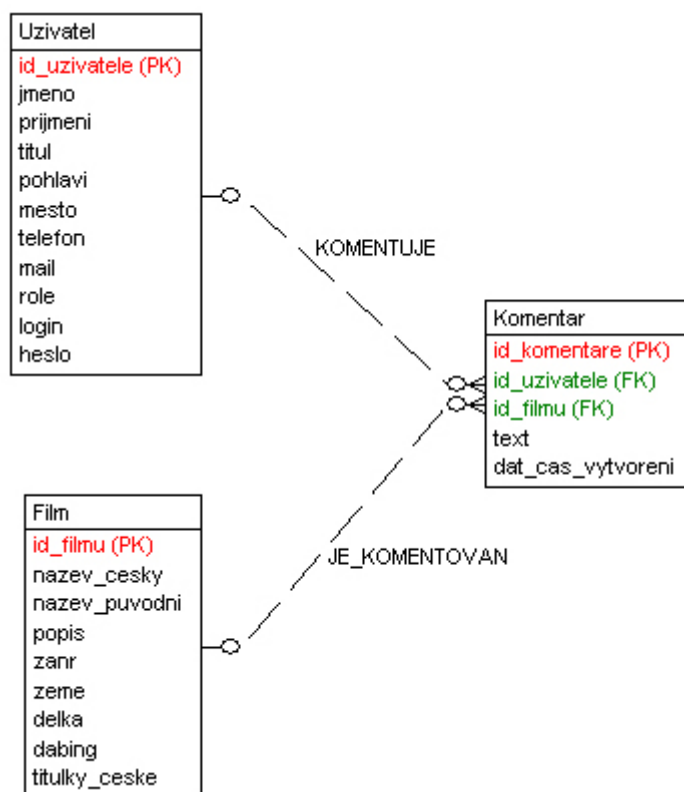 Uzivatel
id_uzivatele (PK)
jmeno
prijmeni
titul
pohlavi
mesto
telefon
mail
role
login
heslo
KOMENTUJE
Komentar
id_komentare (PK)
id_uzivatele (FK)
id_filmu (FK)
text
dat_cas_vytvoreni
JE_KOMENTOVAN
Film
id_filmu (PK)
nazev_cesky
nazev_puvodni
popis
zanr
zeme
delka
dabing
titulky_ceske